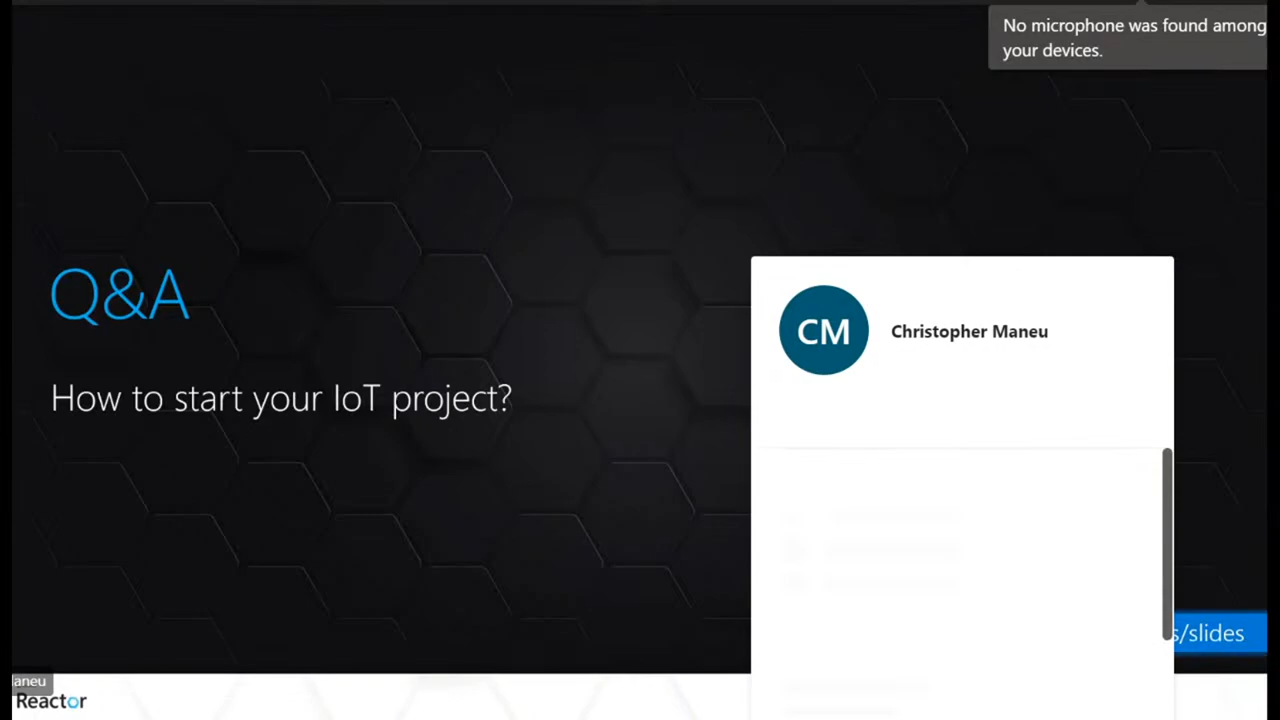 No microphone was found among
your devices.
Q&A
CM
Christopher Maneu
How to start your IoT project?
s/slides
aneu
Reactor